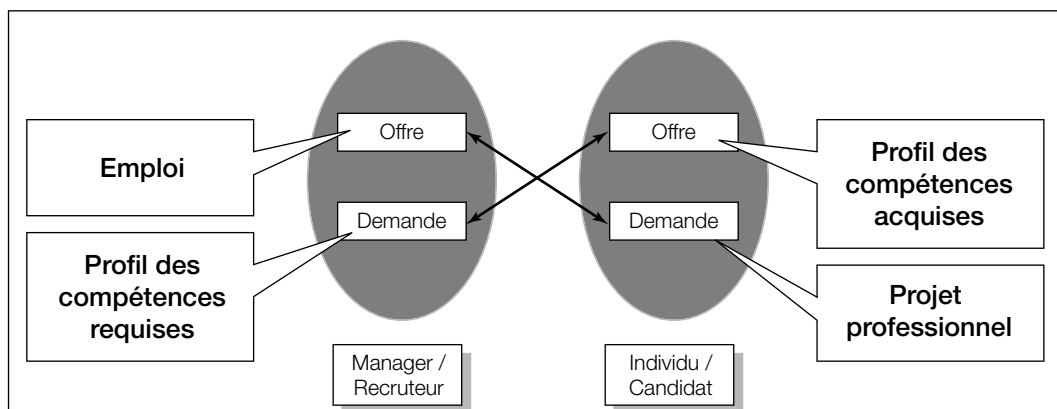 Emploi
Profil des
compétences
requises
Offre
Demande
Manager /
Recruteur
Offre
Demande
Individu /
Candidat
Profil des
compétences
acquises
Projet
professionnel